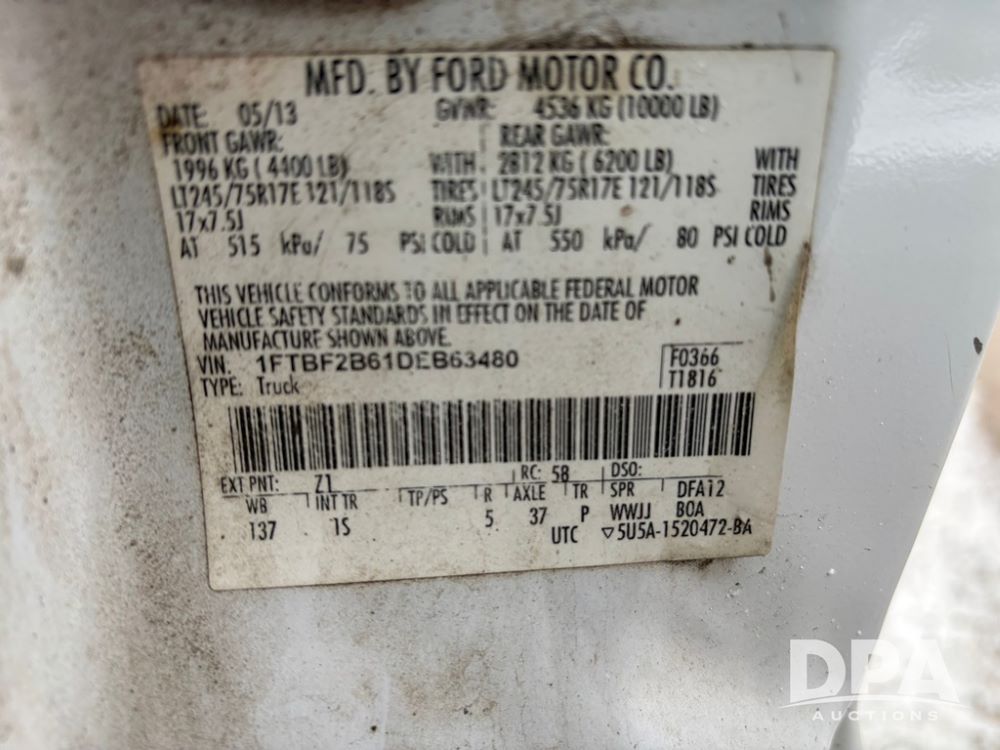 MFD. BY FORD MOTOR CO.
DATE: 05/13 GVWR: 4536 KG (10000 LB)
FRONT GAWR: REAR GAWR:
1996 KG ( 4400 LB) WITH 2812 KG ( 6200 LB) WITH
LT245/75R17E 121/118S TIRES LT245/75R17E 121/118S TIRES
17x7.5J RIMS 17x7.5J RIMS
AT 515 kPa/ 75 PSI COLD AT 550 kPa/ 80 PSI COLD
THIS VEHICLE CONFORMS TO ALL APPLICABLE FEDERAL MOTOR
VEHICLE SAFETY STANDARDS IN EFFECT ON THE DATE OF
MANUFACTURE SHOWN ABOVE.
VIN: 1FTBF2B61DEB63480 F0366
TYPE: Truck T1816
EXT PNT: Z1 RC: 58 DSO:
WB INT TR TP/PS R AXLE TR SPR DFA12
137 1S 5 37 P WWJJ BOA
UTC ▽5U5A-1520472-BA
DPA
AUCTIONS